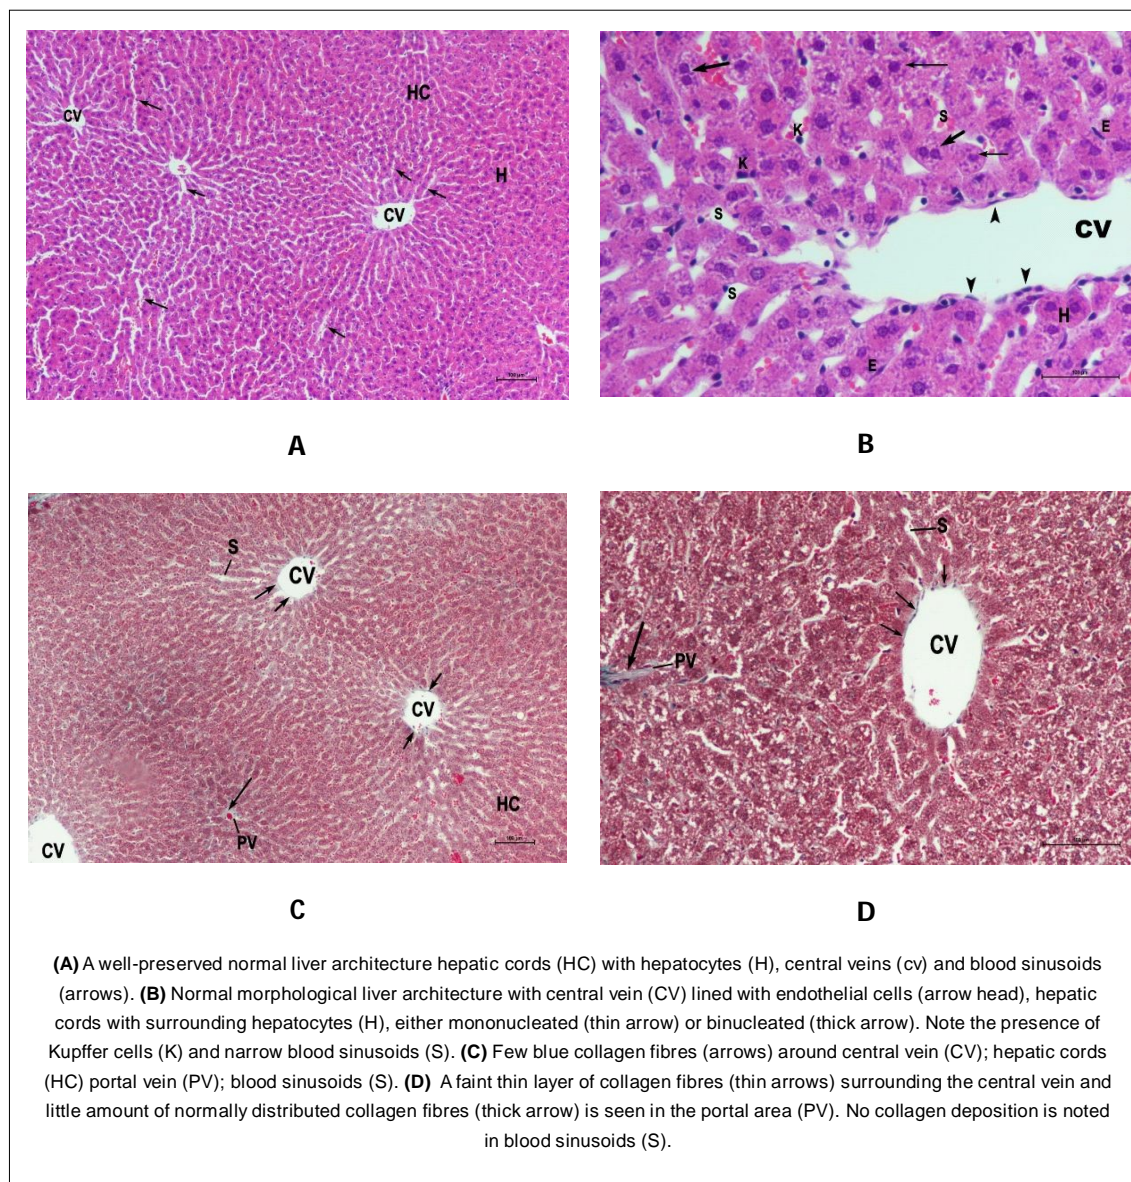 CV
HC
H
CV
100 µm
K
S
E
K
S
CV
S
H
E
100 µm
A
B
S
CV
CV
PV
HC
CV
100 µm
S
CV
PV
C
D
(A) A well-preserved normal liver architecture hepatic cords (HC) with hepatocytes (H), central veins (cv) and blood sinusoids
(arrows). (B) Normal morphological liver architecture with central vein (CV) lined with endothelial cells (arrow head), hepatic
cords with surrounding hepatocytes (H), either mononucleated (thin arrow) or binucleated (thick arrow). Note the presence of
Kupffer cells (K) and narrow blood sinusoids (S). (C) Few blue collagen fibres (arrows) around central vein (CV); hepatic cords
(HC) portal vein (PV); blood sinusoids (S). (D) A faint thin layer of collagen fibres (thin arrows) surrounding the central vein and
little amount of normally distributed collagen fibres (thick arrow) is seen in the portal area (PV). No collagen deposition is noted
in blood sinusoids (S).